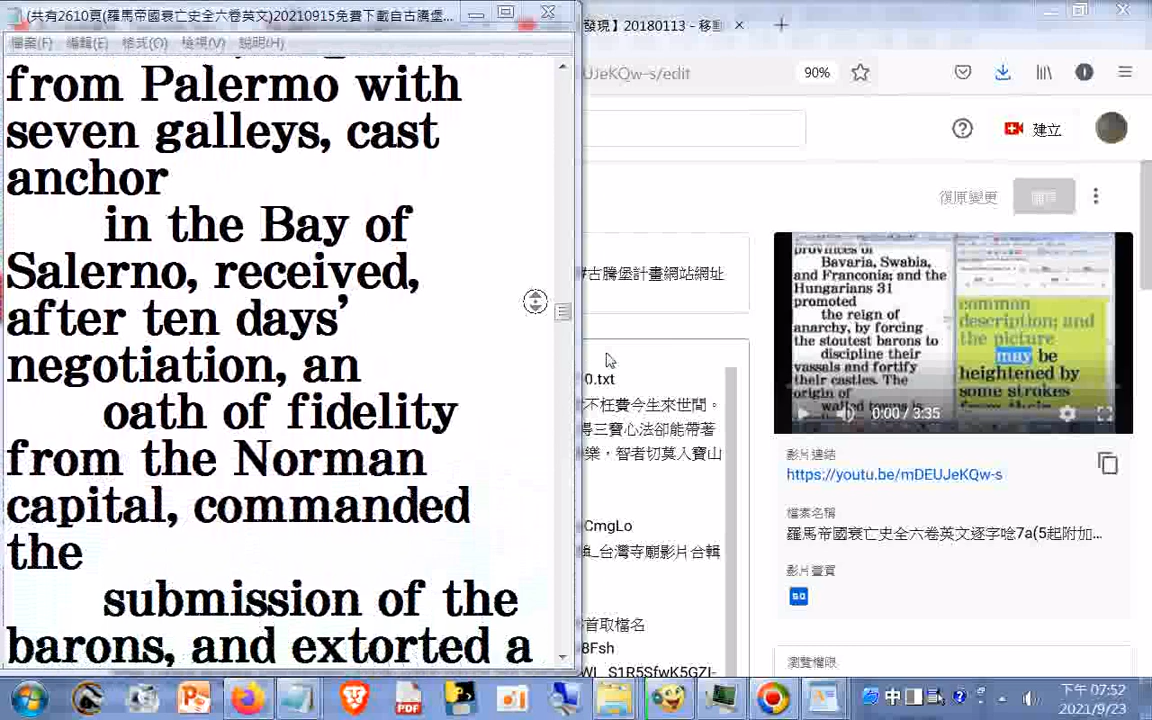 (共有2610頁(羅馬帝國衰亡史全六卷英文)20210915免費下載自古騰堡...
檔案(F) 編輯(E) 格式(O) 檢視(V) 說明(H)
from Palermo with
seven galleys, cast
anchor
in the Bay of
Salerno, received,
after ten days’
negotiation, an
oath of fidelity
from the Norman
capital, commanded
the
submission of the
barons, and extorted a
發現】20180113 - 移動
UJeKQw-s/edit
90%
建立
復原變更
#古騰堡計畫網站網址
0.txt
不枉費今生來世間。
得三寶心法卻能帶著
樂，智者切莫入寶山
CmgLo
台灣寺廟影片合輯
首取檔名
8Fsh
WI_S1R5SfwK5GZI-
provinces of
Bavaria, Swabia,
and Franconia; and the
Hungarians 31
promoted
the reign of
anarchy, by forcing
the stoutest barons to
discipline their
vassals and fortify
their castles. The
origin of
walled towns is
common
description; and
the picture
may be
heightened by
some strokes
0:00 / 3:35
影片連結
https://youtu.be/mDEUJeKQw-s
檔案名稱
羅馬帝國衰亡史全六卷英文逐字唸7a(5起附加...
影片畫質
SD
瀏覽權限
中
下午 07:52
2021/9/23